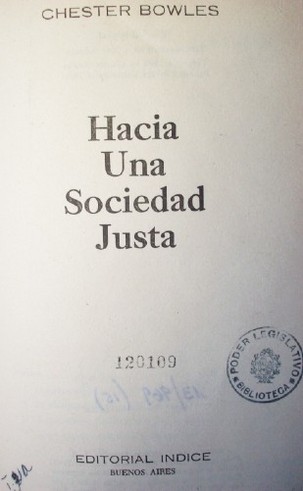 CHESTER BOWLES
Hacia
Una
Sociedad
Justa
120109
PODER LEGISLATIVO
BIBLIOTECA
EDITORIAL INDICE
BUENOS AIRES